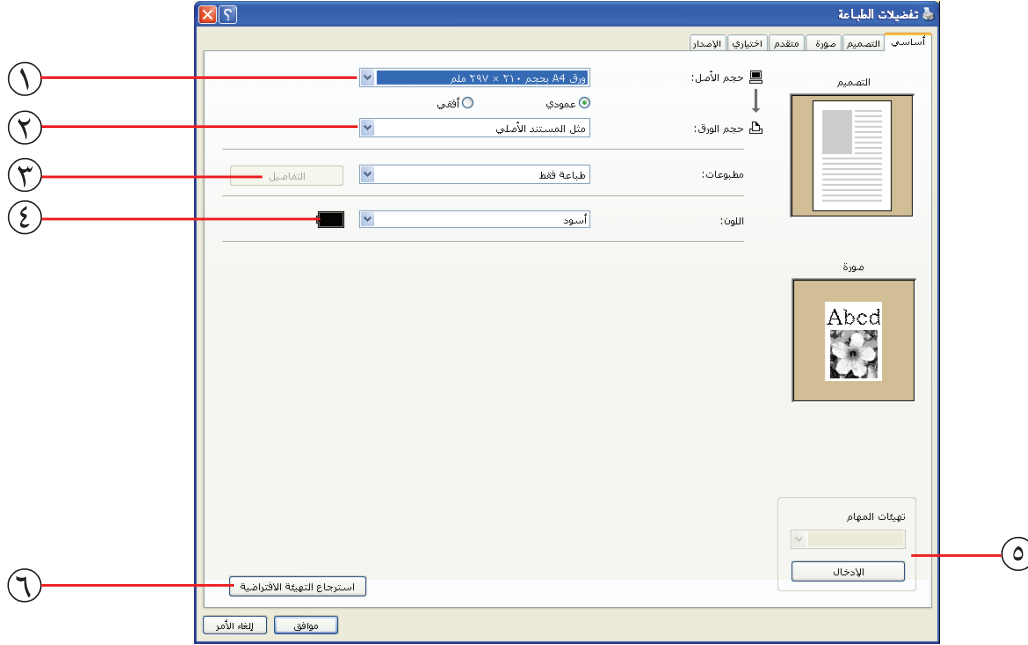 تفضيلات الطباعة
أساسي التصميم صورة متقدم اختياري الإصدار
التصميم
حجم الأصل: ورق A4 بحجم ٢١٠ × ٢٩٧ ملم
١
عمودي أفقي
حجم الورق: مثل المستند الأصلي
٢
مطبوعات: طباعة فقط التفاصيل
٣
اللون: أسود
٤
صورة
Abcd
تهيئات المهام
٥
الإدخال
استرجاع التهيئة الافتراضية
٦
موافق إلغاء الأمر